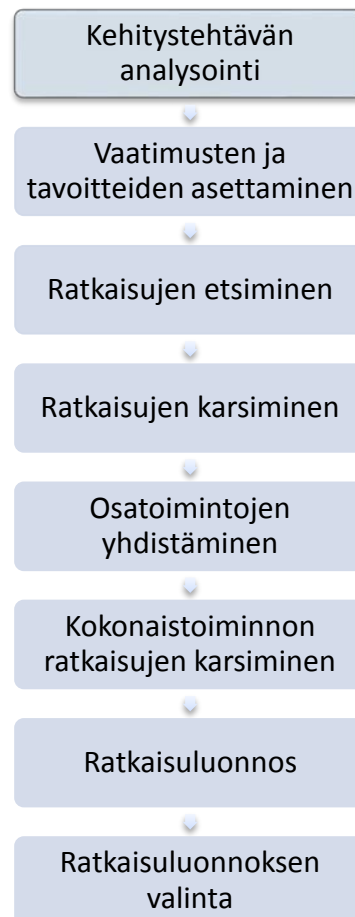 Kehitystehtävän
analysointi
Vaatimusten ja
tavoitteiden asettaminen
Ratkaisujen etsiminen
Ratkaisujen karsiminen
Osatoimintojen
yhdistäminen
Kokonaistoiminnon
ratkaisujen karsiminen
Ratkaisuluonnos
Ratkaisuluonnoksen
valinta